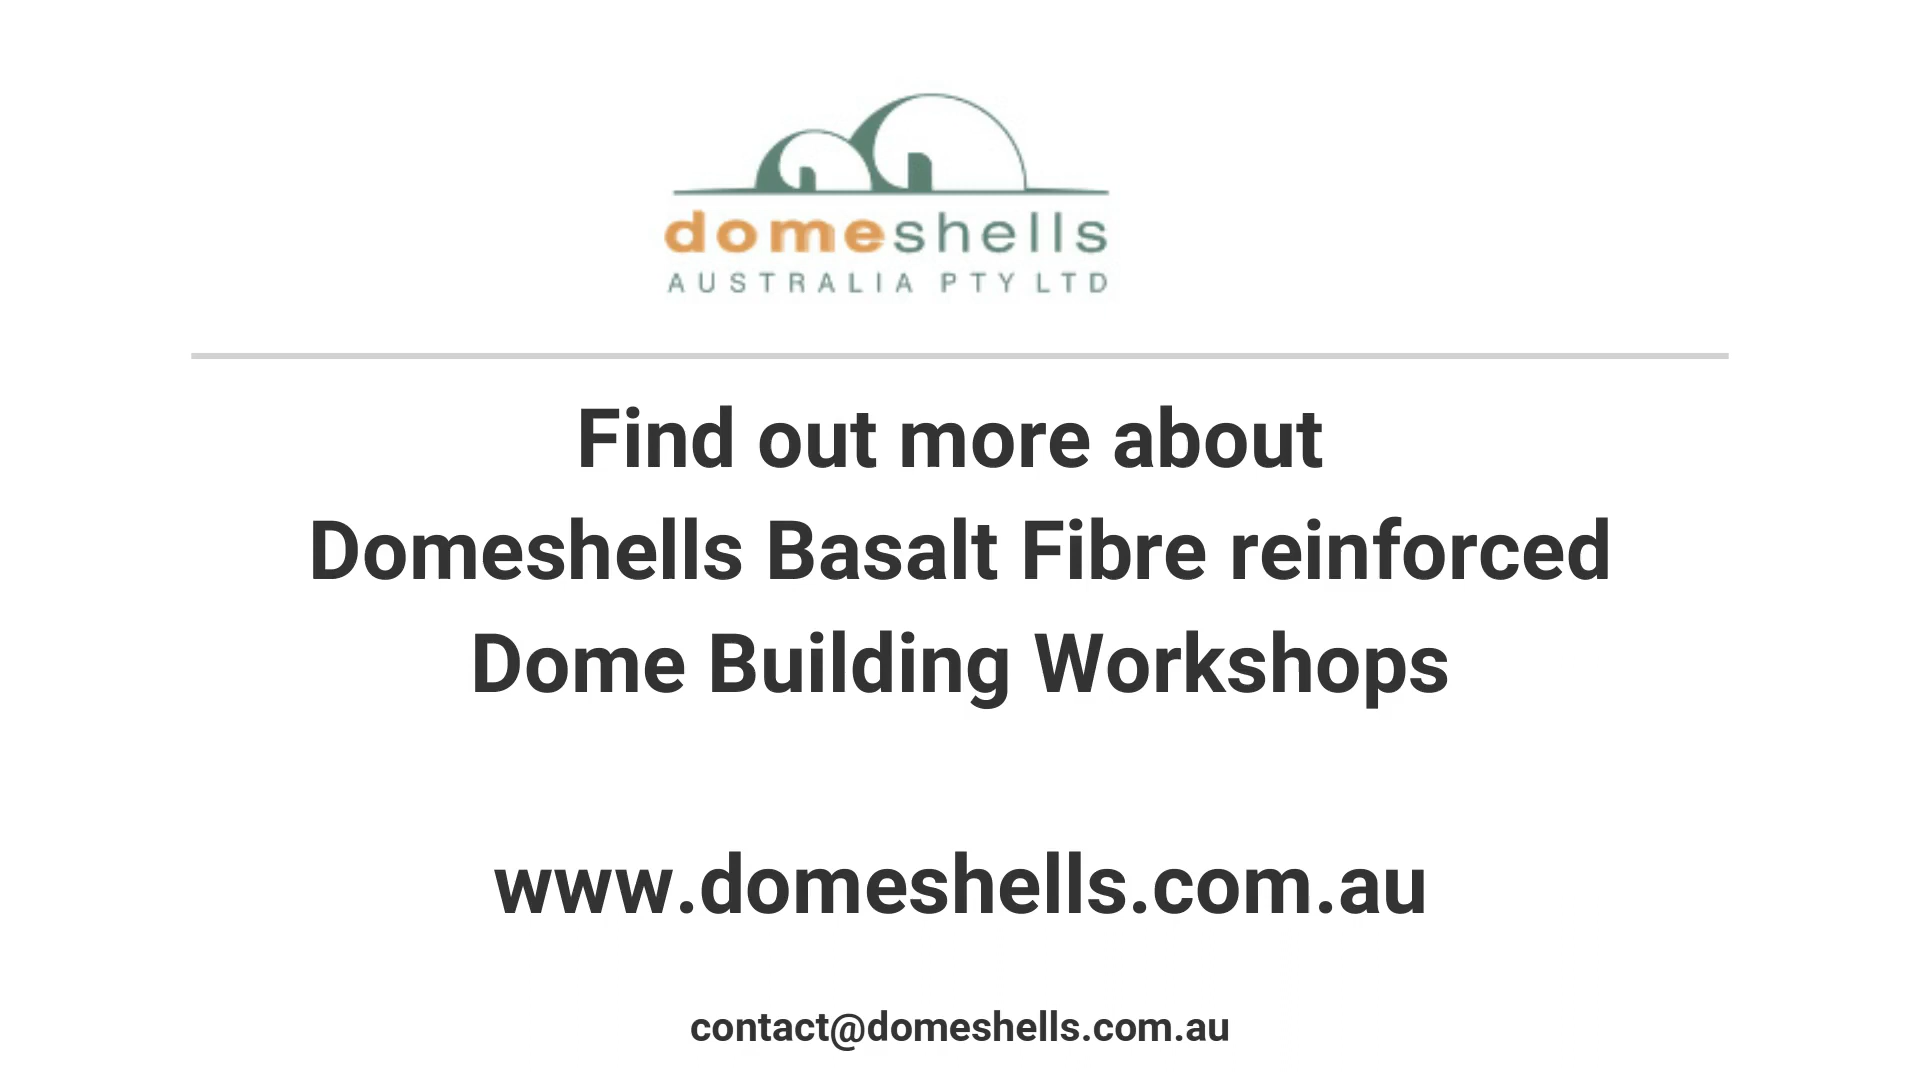 domeshells
AUSTRALIA PTY LTD
Find out more about
Domeshells Basalt Fibre reinforced
Dome Building Workshops
www.domeshells.com.au
contact@domeshells.com.au